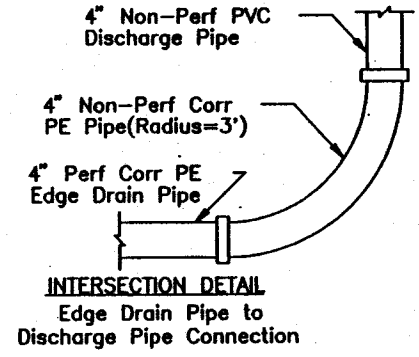 4" Non-Perf PVC
Discharge Pipe
4" Non-Perf Corr
PE Pipe(Radius=3')
4" Perf Corr PE
Edge Drain Pipe
INTERSECTION DETAIL
Edge Drain Pipe to
Discharge Pipe Connection